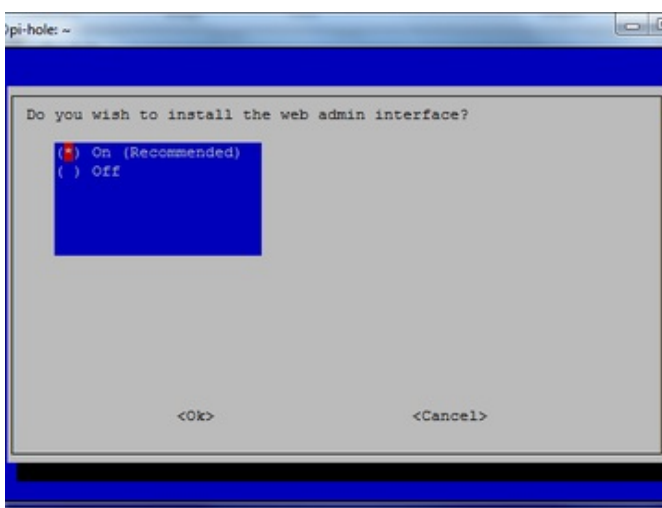 pi-hole: ~
Do you wish to install the web admin interface?
(*) On (Recommended)
( ) Off
<Ok>
<Cancel>